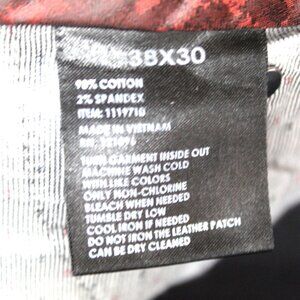 38X30
98% COTTON
2% SPANDEX
ITEM: 1119718
MADE IN VIETNAM
TURN GARMENT INSIDE OUT
MACHINE WASH COLD
WITH LIKE COLORS
ONLY NON-CHLORINE
BLEACH WHEN NEEDED
TUMBLE DRY LOW
COOL IRON IF NEEDED
DO NOT IRON THE LEATHER PATCH
CAN BE DRY CLEANED